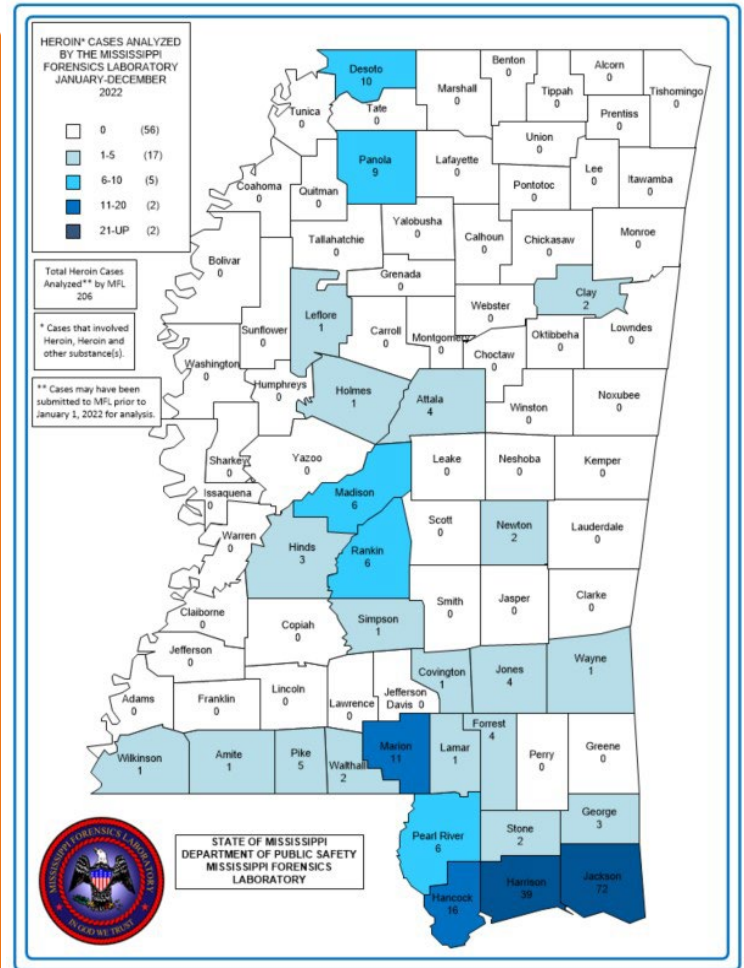 HEROIN* CASES ANALYZED
BY THE MISSISSIPPI
FORENSICS LABORATORY
JANUARY-DECEMBER
2022
0 (56)
1-5 (17)
6-10 (5)
11-20 (2)
21-UP (2)
Total Heroin Cases
Analyzed** by MFL
206
* Cases that involved
Heroin, Heroin and
other substance(s).
** Cases may have been
submitted to MFL prior to
January 1, 2022 for analysis.
Desoto
10
Marshall
0
Benton
0
Tippah
0
Alcorn
0
Tishomingo
0
Prentiss
0
Tunica
0
Tate
0
Union
0
Panola
9
Lafayette
0
Lee
0
Itawamba
0
Pontotoc
0
Coahoma
0
Quitman
0
Yalobusha
0
Calhoun
0
Chickasaw
0
Monroe
0
Tallahatchie
0
Bolivar
0
Grenada
0
Clay
2
Webster
0
Leflore
1
Sunflower
0
Carroll
0
Montgomery
0
Choctaw
0
Oktibbeha
0
Lowndes
0
Washington
0
Humphreys
0
Holmes
1
Attala
4
Winston
0
Noxubee
0
Sharkey
0
Yazoo
0
Leake
0
Neshoba
0
Kemper
0
Issaquena
0
Madison
6
Warren
0
Hinds
3
Rankin
6
Scott
0
Newton
2
Lauderdale
0
Claiborne
0
Copiah
0
Simpson
1
Smith
0
Jasper
0
Clarke
0
Jefferson
0
Covington
1
Jones
4
Wayne
1
Adams
0
Franklin
0
Lincoln
0
Lawrence
0
Jefferson
Davis 0
Wilkinson
1
Amite
1
Pike
5
Walthall
2
Marion
11
Lamar
1
Forrest
4
Perry
0
Greene
0
Pearl River
6
Stone
2
George
3
Hancock
16
Harrison
39
Jackson
72
MISSISSIPPI FORENSICS LABORATORY
IN GOD WE TRUST
STATE OF MISSISSIPPI
DEPARTMENT OF PUBLIC SAFETY
MISSISSIPPI FORENSICS
LABORATORY